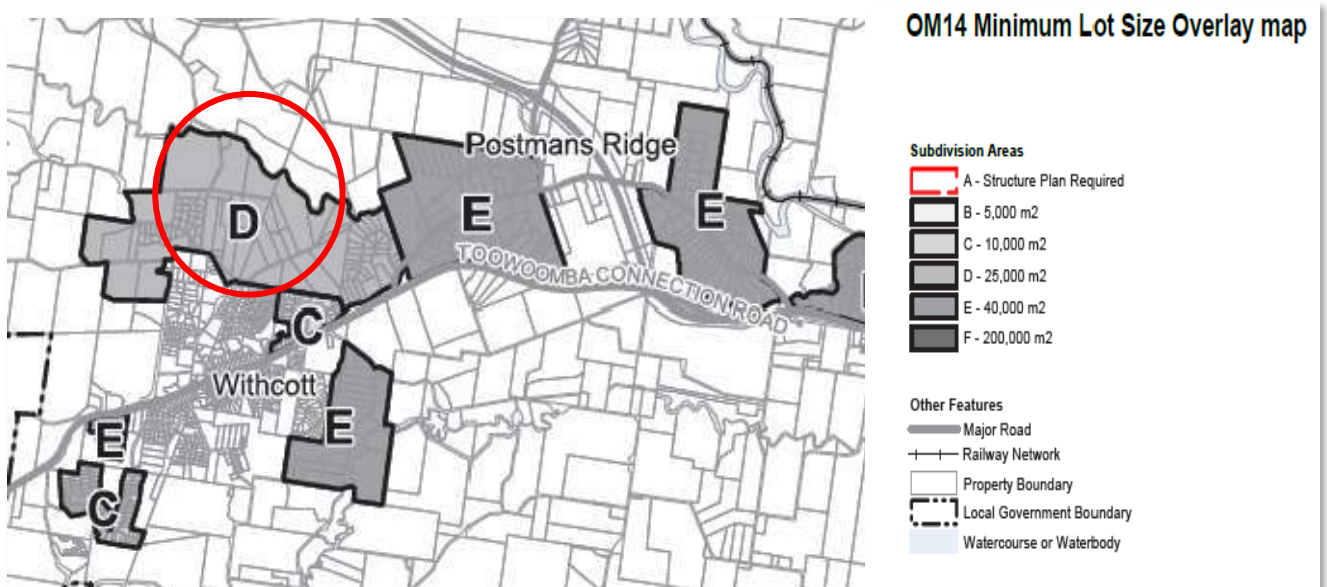 OM14 Minimum Lot Size Overlay map
Postmans Ridge
D
E
E
TOOWOOMBA CONNECTION ROAD
C
Withcott
E
E
C
Subdivision Areas
A - Structure Plan Required
B - 5,000 m2
C - 10,000 m2
D - 25,000 m2
E - 40,000 m2
F - 200,000 m2
Other Features
Major Road
Railway Network
Property Boundary
Local Government Boundary
Watercourse or Waterbody